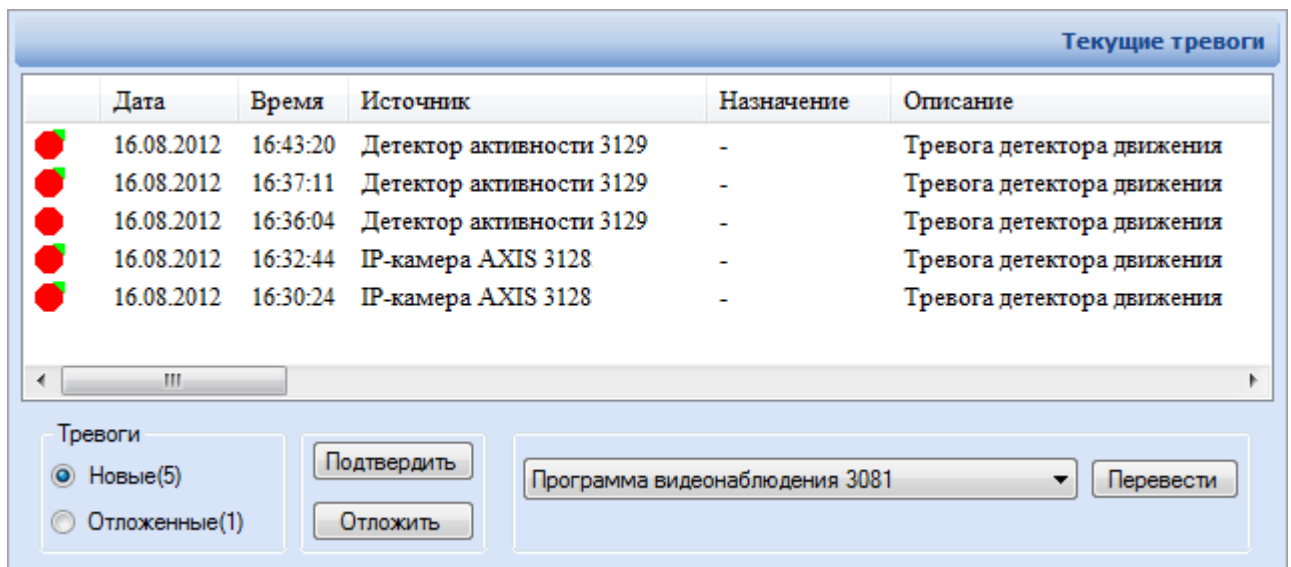 Текущие тревоги
Дата Время Источник Назначение Описание
16.08.2012 16:43:20 Детектор активности 3129 - Тревога детектора движения
16.08.2012 16:37:11 Детектор активности 3129 - Тревога детектора движения
16.08.2012 16:36:04 Детектор активности 3129 - Тревога детектора движения
16.08.2012 16:32:44 IP-камера AXIS 3128 - Тревога детектора движения
16.08.2012 16:30:24 IP-камера AXIS 3128 - Тревога детектора движения
Тревоги
Новые(5)
Отложенные(1)
Подтвердить
Отложить
Программа видеонаблюдения 3081
Перевести